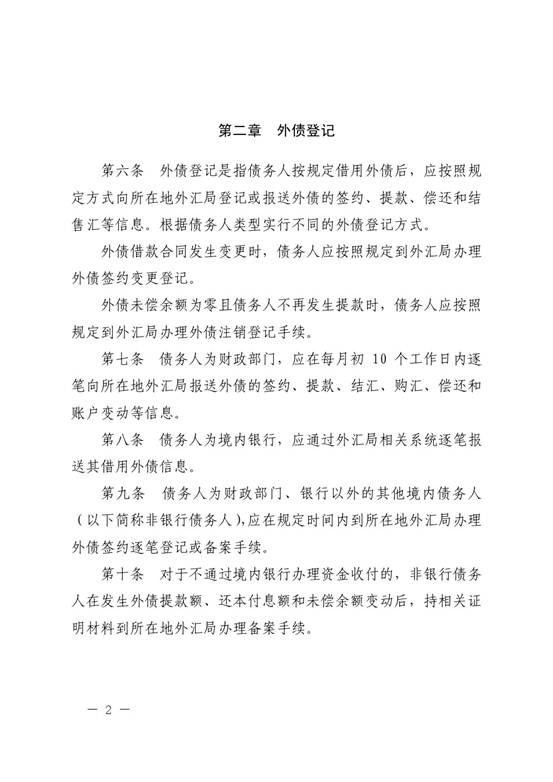 第二章　外债登记
第六条　外债登记是指债务人按规定借用外债后，应按照规
定方式向所在地外汇局登记或报送外债的签约、提款、偿还和结
售汇等信息。根据债务人类型实行不同的外债登记方式。
外债借款合同发生变更时，债务人应按照规定到外汇局办理
外债签约变更登记。
外债未偿余额为零且债务人不再发生提款时，债务人应按照
规定到外汇局办理外债注销登记手续。
第七条　债务人为财政部门，应在每月初 10 个工作日内逐
笔向所在地外汇局报送外债的签约、提款、结汇、购汇、偿还和
账户变动等信息。
第八条　债务人为境内银行，应通过外汇局相关系统逐笔报
送其借用外债信息。
第九条　债务人为财政部门、银行以外的其他境内债务人
（以下简称非银行债务人），应在规定时间内到所在地外汇局办理
外债签约逐笔登记或备案手续。
第十条　对于不通过境内银行办理资金收付的，非银行债务
人在发生外债提款额、还本付息额和未偿余额变动后，持相关证
明材料到所在地外汇局办理备案手续。
— 2 —